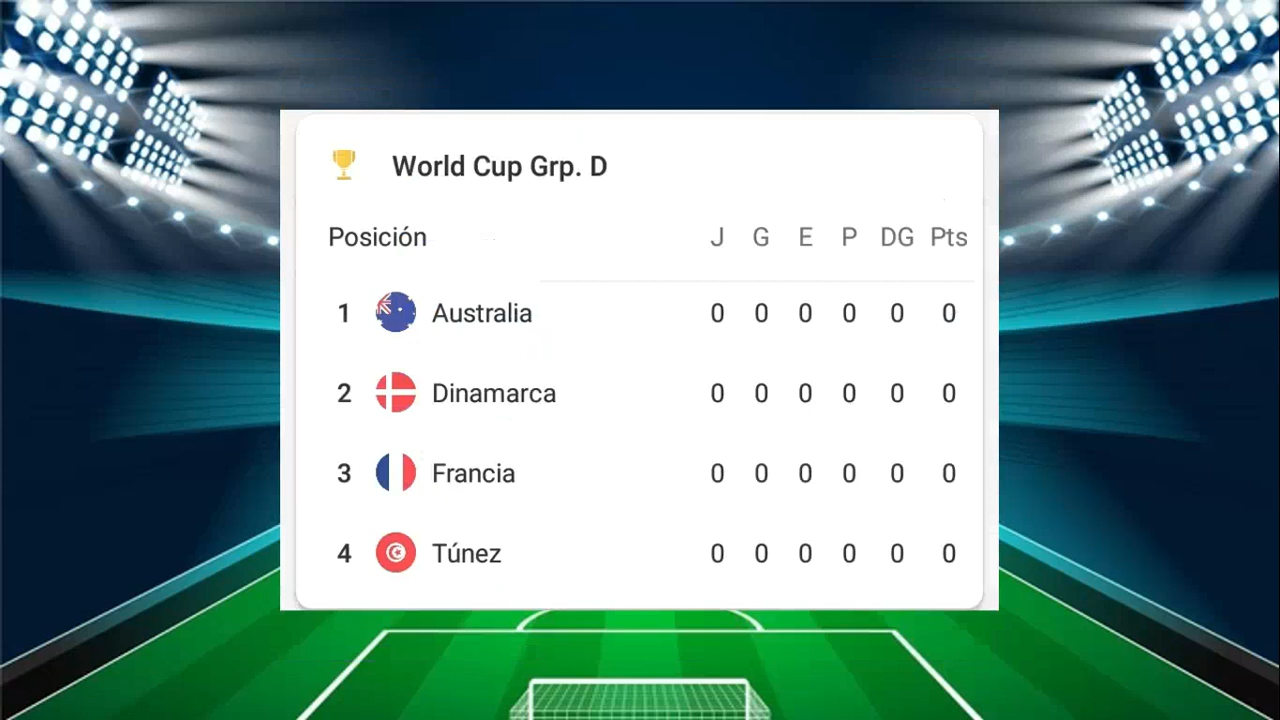 World Cup Grp. D
Posición J G E P DG Pts
1 Australia 0 0 0 0 0 0
2 Dinamarca 0 0 0 0 0 0
3 Francia 0 0 0 0 0 0
4 Túnez 0 0 0 0 0 0